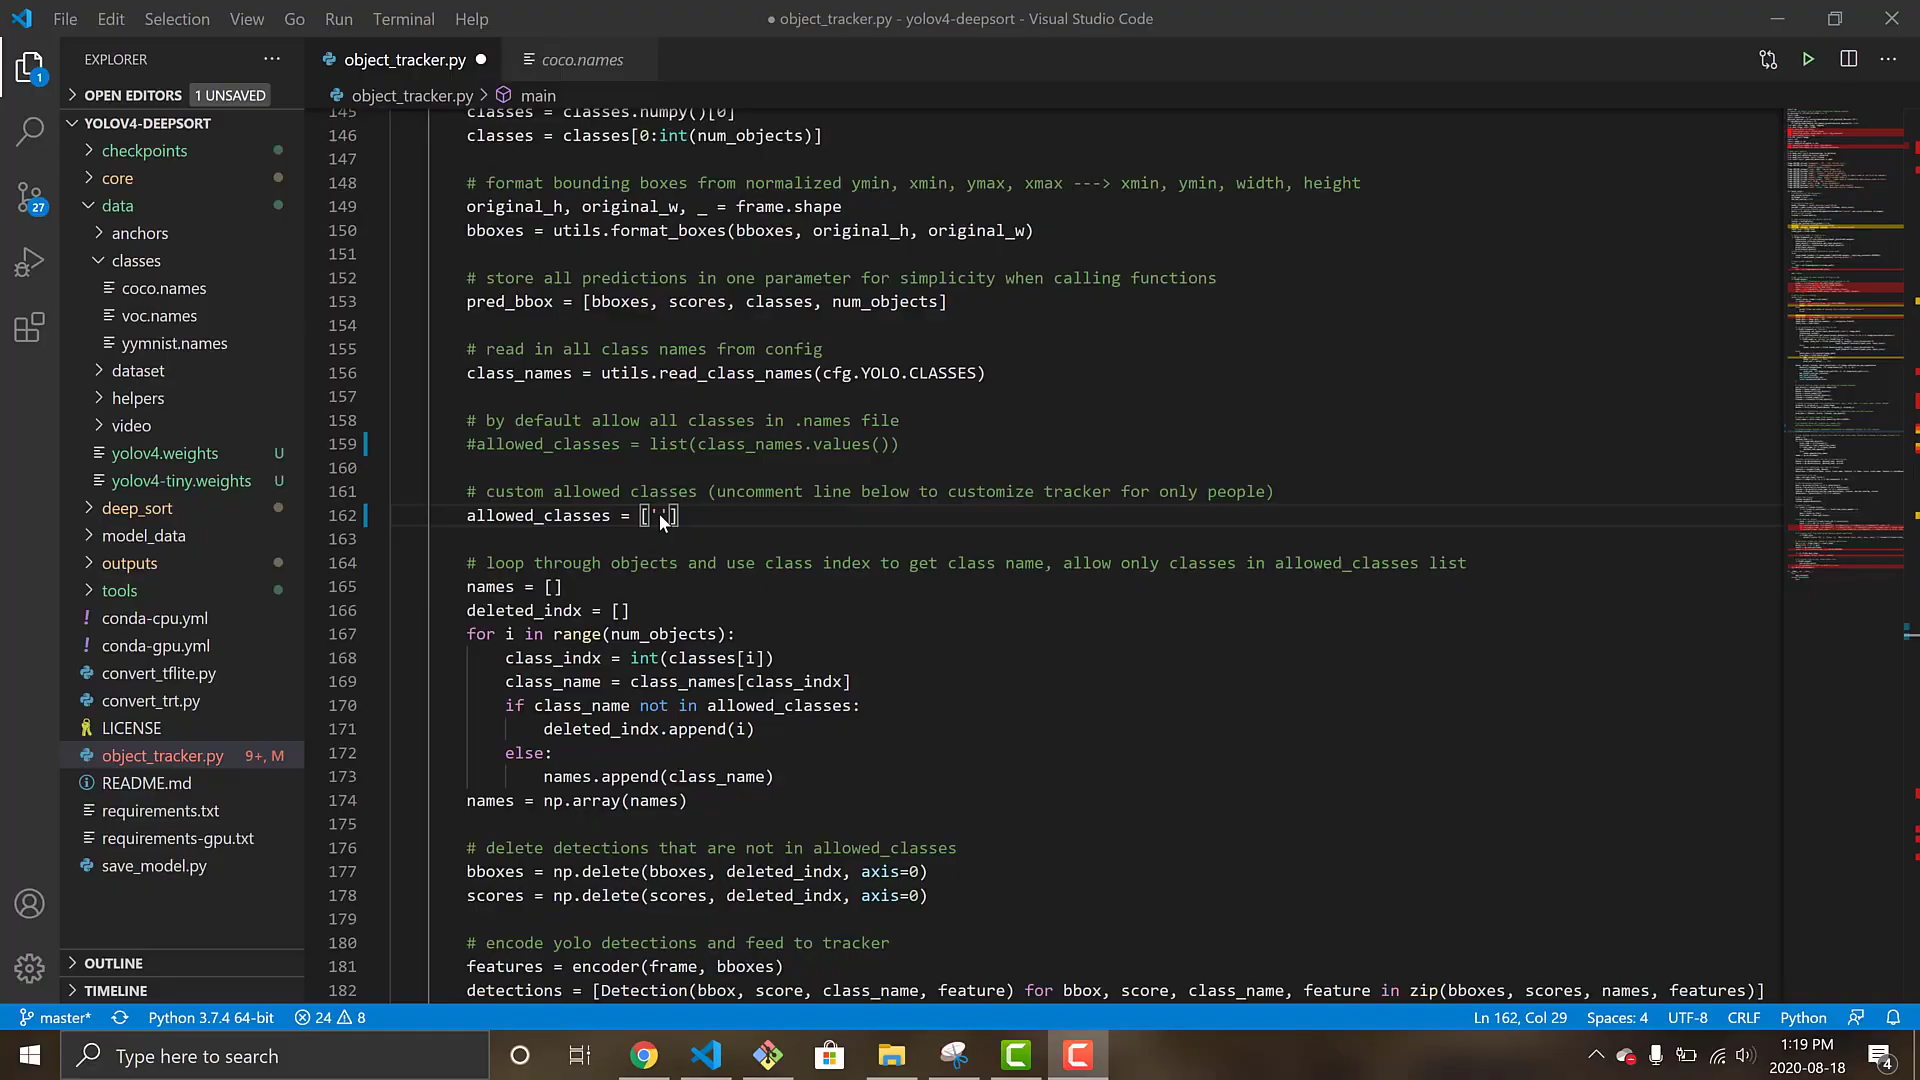 File Edit Selection View Go Run Terminal Help
● object_tracker.py - yolov4-deepsort - Visual Studio Code
EXPLORER
object_tracker.py
coco.names
OPEN EDITORS 1 UNSAVED
object_tracker.py > main
YOLOV4-DEEPSORT
checkpoints
core
data
anchors
classes
coco.names
voc.names
yymnist.names
dataset
helpers
video
yolov4.weights U
yolov4-tiny.weights U
deep_sort
model_data
outputs
tools
conda-cpu.yml
conda-gpu.yml
convert_tflite.py
convert_trt.py
LICENSE
object_tracker.py 9+, M
README.md
requirements.txt
requirements-gpu.txt
save_model.py
OUTLINE
TIMELINE
1
27
145 classes = classes.numpy()[0]
146 classes = classes[0:int(num_objects)]
147
148 # format bounding boxes from normalized ymin, xmin, ymax, xmax ---> xmin, ymin, width, height
149 original_h, original_w, _ = frame.shape
150 bboxes = utils.format_boxes(bboxes, original_h, original_w)
151
152 # store all predictions in one parameter for simplicity when calling functions
153 pred_bbox = [bboxes, scores, classes, num_objects]
154
155 # read in all class names from config
156 class_names = utils.read_class_names(cfg.YOLO.CLASSES)
157
158 # by default allow all classes in .names file
159 #allowed_classes = list(class_names.values())
160
161 # custom allowed classes (uncomment line below to customize tracker for only people)
162 allowed_classes = ['']
163
164 # loop through objects and use class index to get class name, allow only classes in allowed_classes list
165 names = []
166 deleted_indx = []
167 for i in range(num_objects):
168 class_indx = int(classes[i])
169 class_name = class_names[class_indx]
170 if class_name not in allowed_classes:
171 deleted_indx.append(i)
172 else:
173 names.append(class_name)
174 names = np.array(names)
175
176 # delete detections that are not in allowed_classes
177 bboxes = np.delete(bboxes, deleted_indx, axis=0)
178 scores = np.delete(scores, deleted_indx, axis=0)
179
180 # encode yolo detections and feed to tracker
181 features = encoder(frame, bboxes)
182 detections = [Detection(bbox, score, class_name, feature) for bbox, score, class_name, feature in zip(bboxes, scores, names, features)]
master* Python 3.7.4 64-bit 24 8 Ln 162, Col 29 Spaces: 4 UTF-8 CRLF Python
Type here to search
1:19 PM
2020-08-18
4